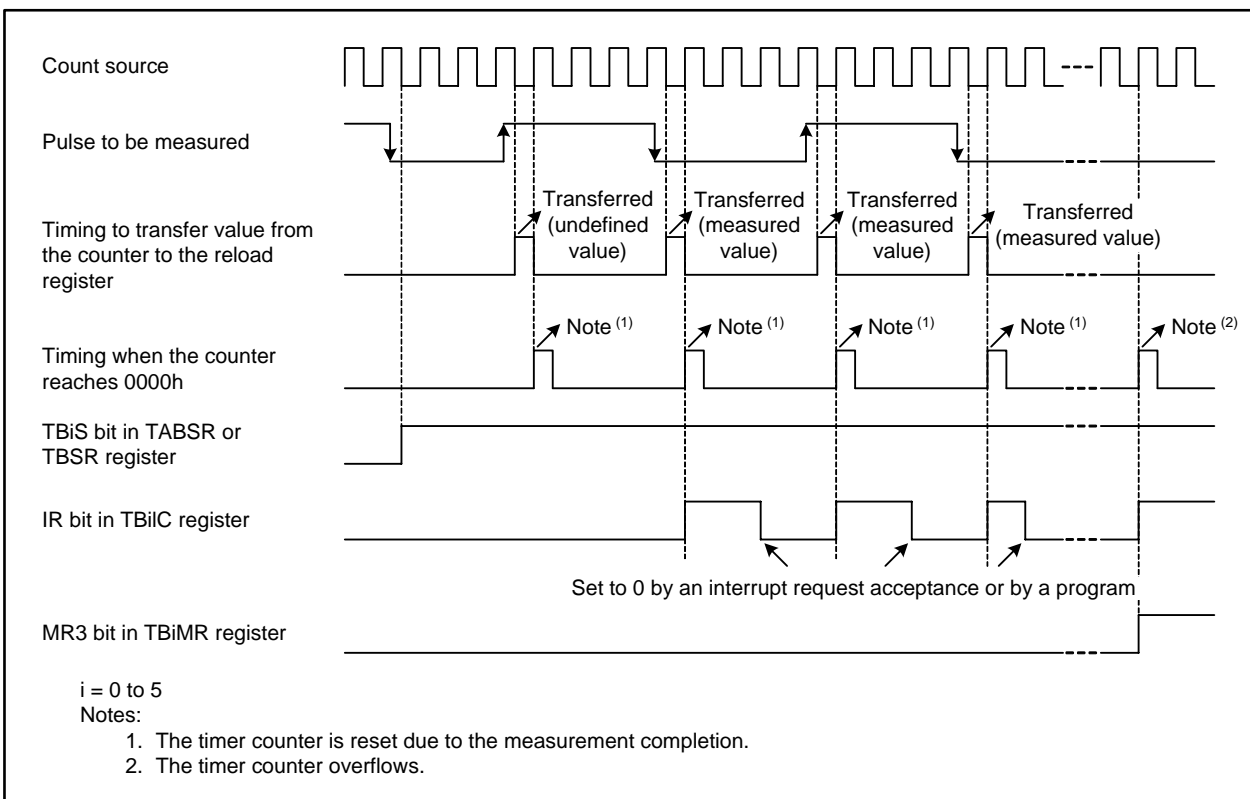 Count source
Pulse to be measured
Timing to transfer value from
the counter to the reload
register
Transferred
(undefined
value)
Transferred
(measured
value)
Transferred
(measured
value)
Transferred
(measured value)
Timing when the counter
reaches 0000h
Note (1)
Note (1)
Note (1)
Note (1)
Note (2)
TBiS bit in TABSR or
TBSR register
IR bit in TBiIC register
Set to 0 by an interrupt request acceptance or by a program
MR3 bit in TBiMR register
i = 0 to 5
Notes:
1. The timer counter is reset due to the measurement completion.
2. The timer counter overflows.